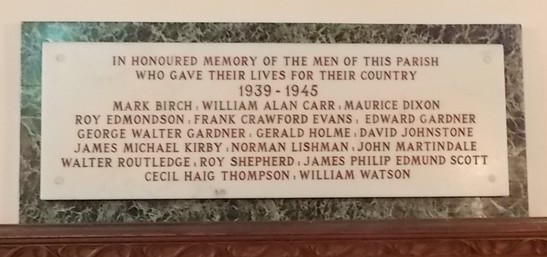 IN HONOURED MEMORY OF THE MEN OF THIS PARISH
WHO GAVE THEIR LIVES FOR THEIR COUNTRY
1939 - 1945
MARK BIRCH : WILLIAM ALAN CARR : MAURICE DIXON
ROY EDMONDSON : FRANK CRAWFORD EVANS : EDWARD GARDNER
GEORGE WALTER GARDNER : GERALD HOLME : DAVID JOHNSTONE
JAMES MICHAEL KIRBY : NORMAN LISHMAN : JOHN MARTINDALE
WALTER ROUTLEDGE : ROY SHEPHERD : JAMES PHILIP EDMUND SCOTT
CECIL HAIG THOMPSON : WILLIAM WATSON